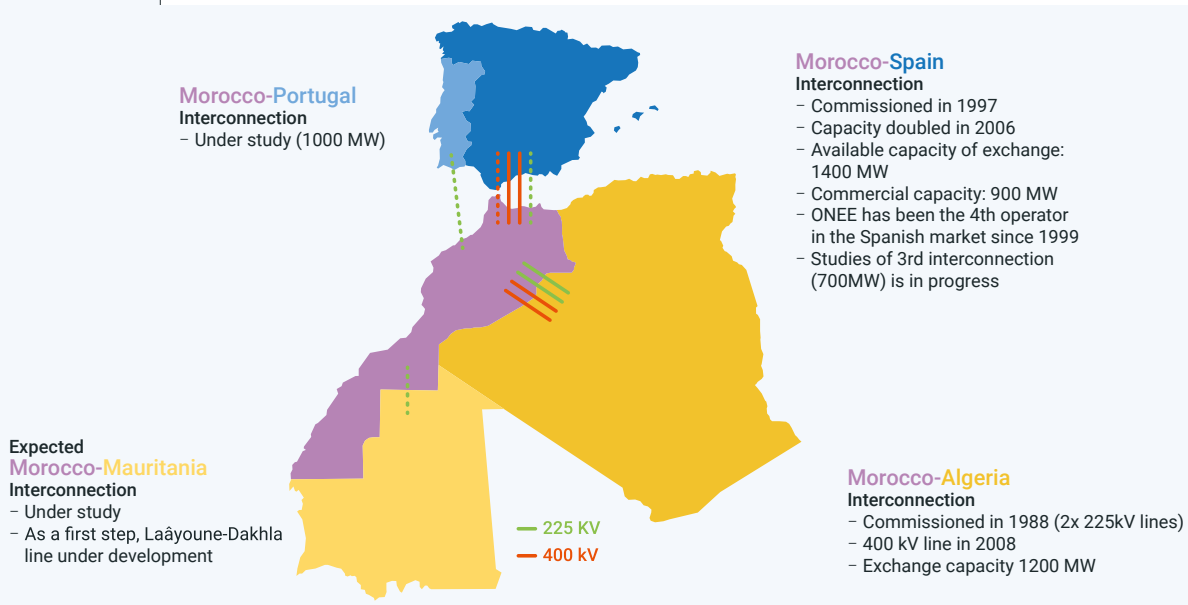 Morocco-Portugal
Interconnection
– Under study (1000 MW)
Morocco-Spain
Interconnection
– Commissioned in 1997
– Capacity doubled in 2006
– Available capacity of exchange:
1400 MW
– Commercial capacity: 900 MW
– ONEE has been the 4th operator
in the Spanish market since 1999
– Studies of 3rd interconnection
(700MW) is in progress
Expected
Morocco-Mauritania
Interconnection
– Under study
– As a first step, Laâyoune-Dakhla
line under development
225 KV
400 kV
Morocco-Algeria
Interconnection
– Commissioned in 1988 (2x 225kV lines)
– 400 kV line in 2008
– Exchange capacity 1200 MW